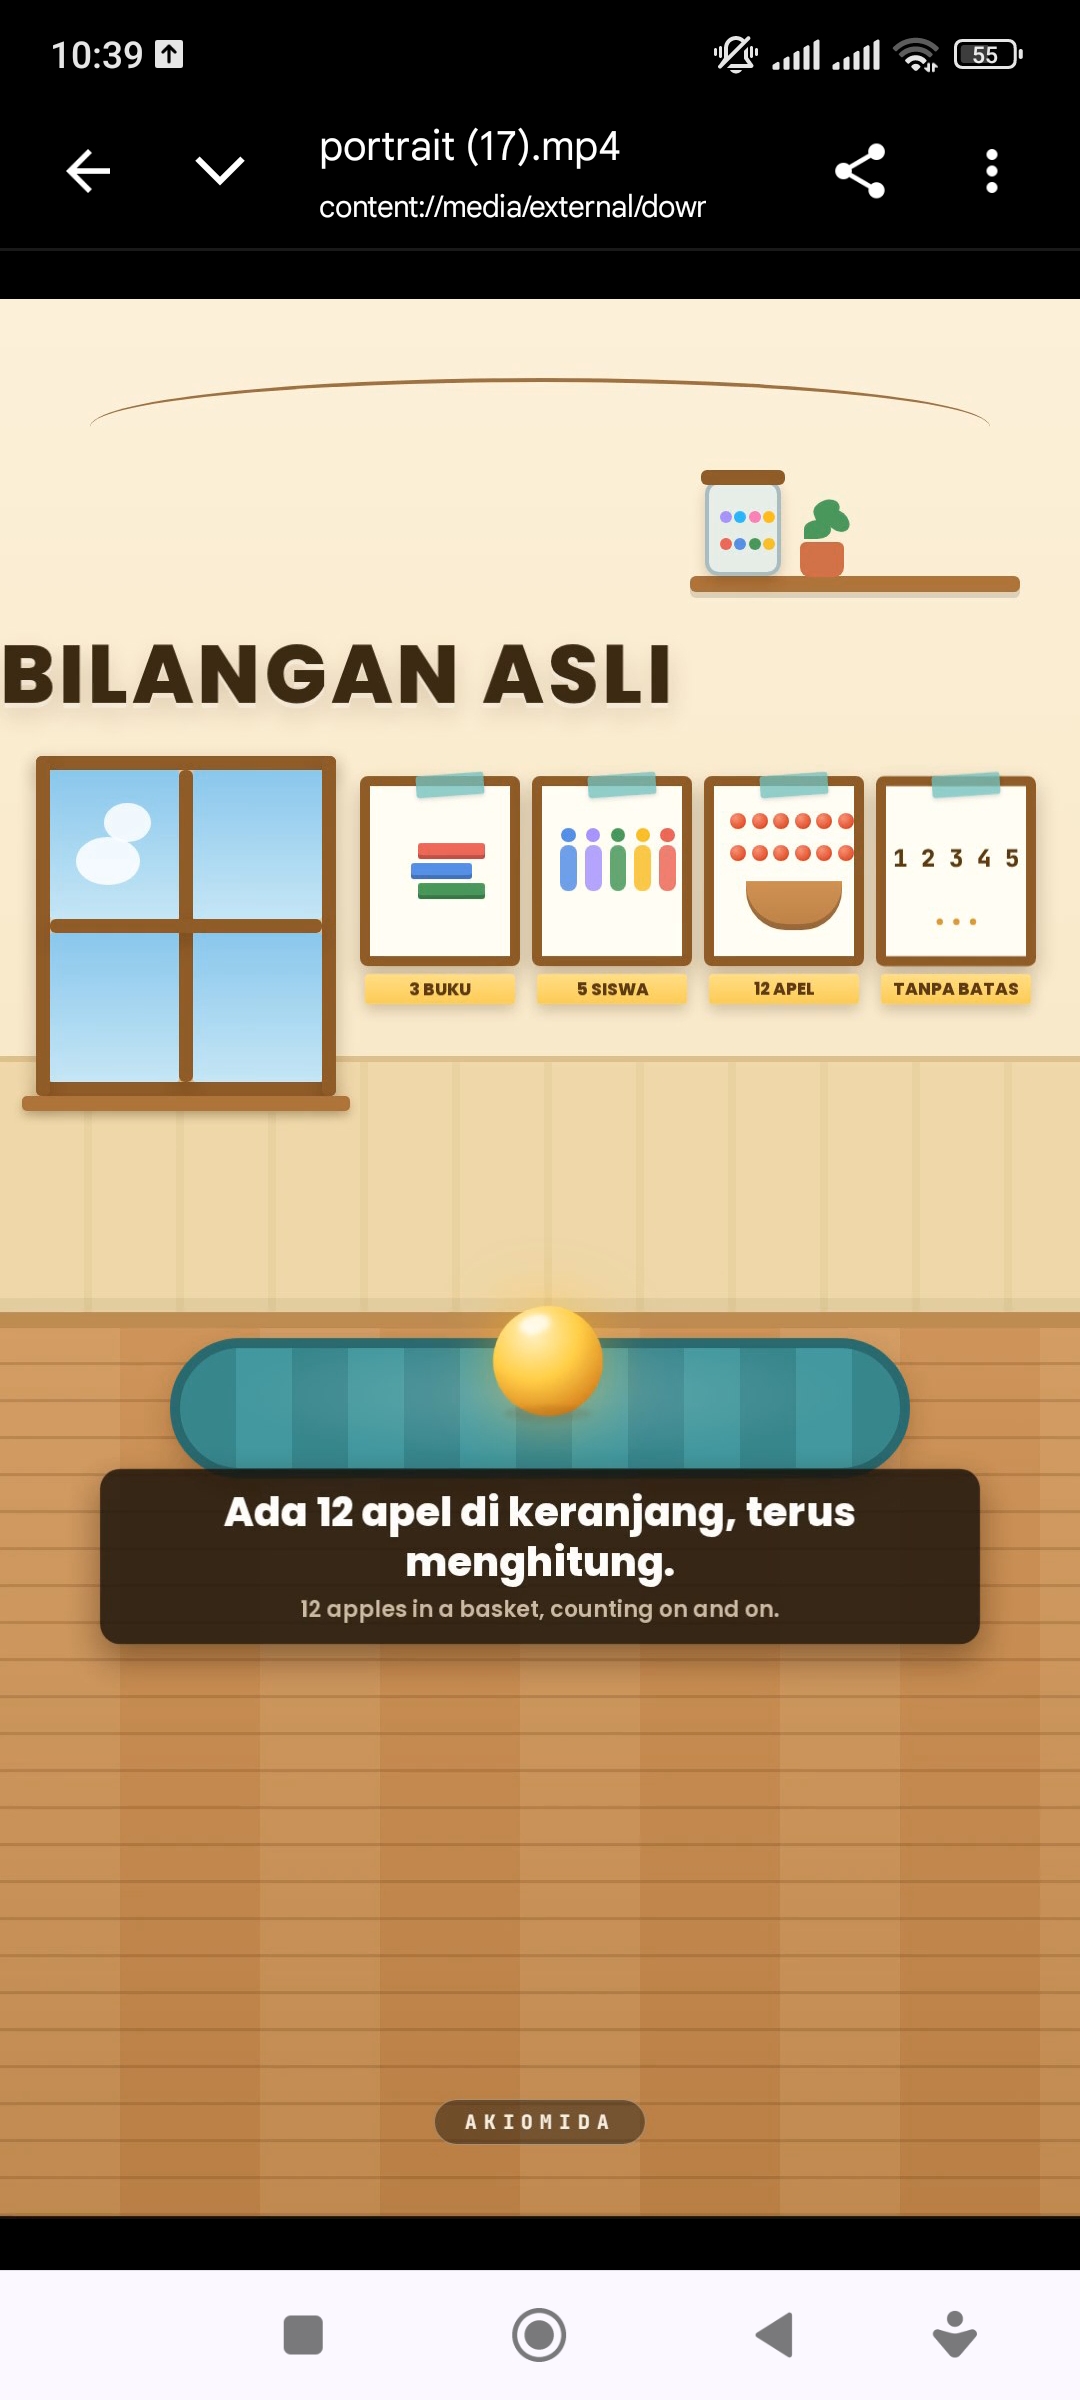 10:39
55
portrait (17).mp4
content://media/external/dowr
BILANGAN ASLI
1 2 3 4 5
...
3 BUKU
5 SISWA
12 APEL
TANPA BATAS
Ada 12 apel di keranjang, terus
menghitung.
12 apples in a basket, counting on and on.
AKIOMIDA